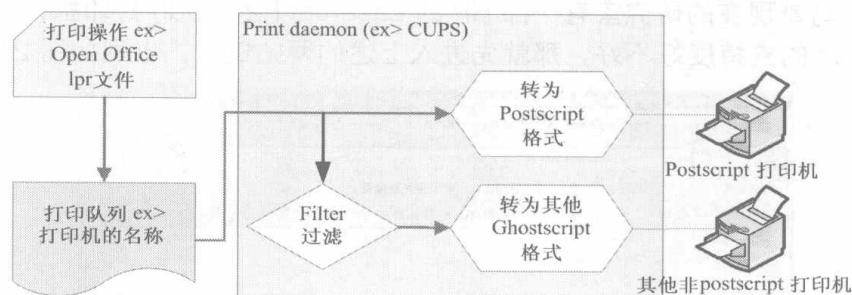 打印操作 ex>
Open Office
lpr文件
打印队列 ex>
打印机的名称
Print daemon (ex> CUPS)
转为
Postscript
格式
Filter
过滤
转为其他
Ghostscript
格式
Postscript 打印机
其他非postscript 打印机